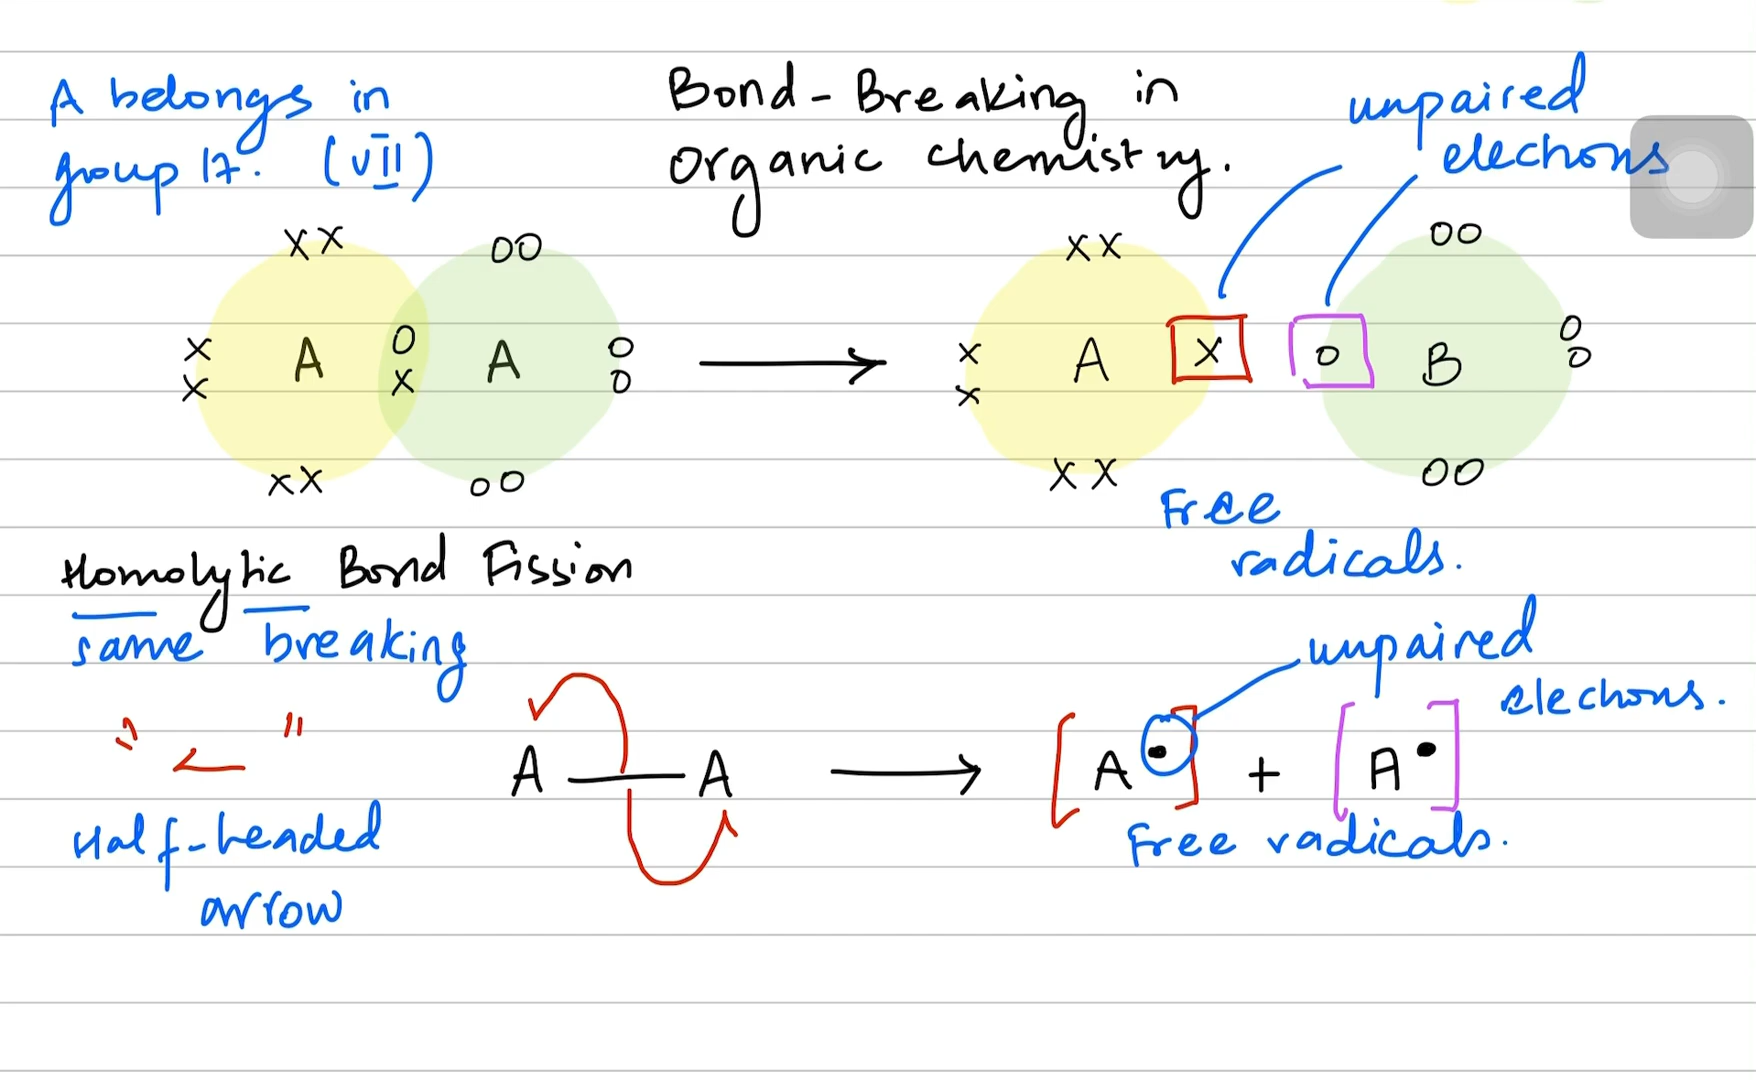 A belongs in
group 17. (VII)
Bond-Breaking in
organic chemistry.
unpaired
electrons
XX
OO
XX
OO
X
X
A
O
X
A
O
O
X
X
A
X
O
B
O
O
XX
OO
XX
OO
Free
radicals.
Homolytic Bond Fission
same breaking
unpaired
electrons.
" "
Half-headed
arrow
A — A
[A•] + [A•]
Free radicals.